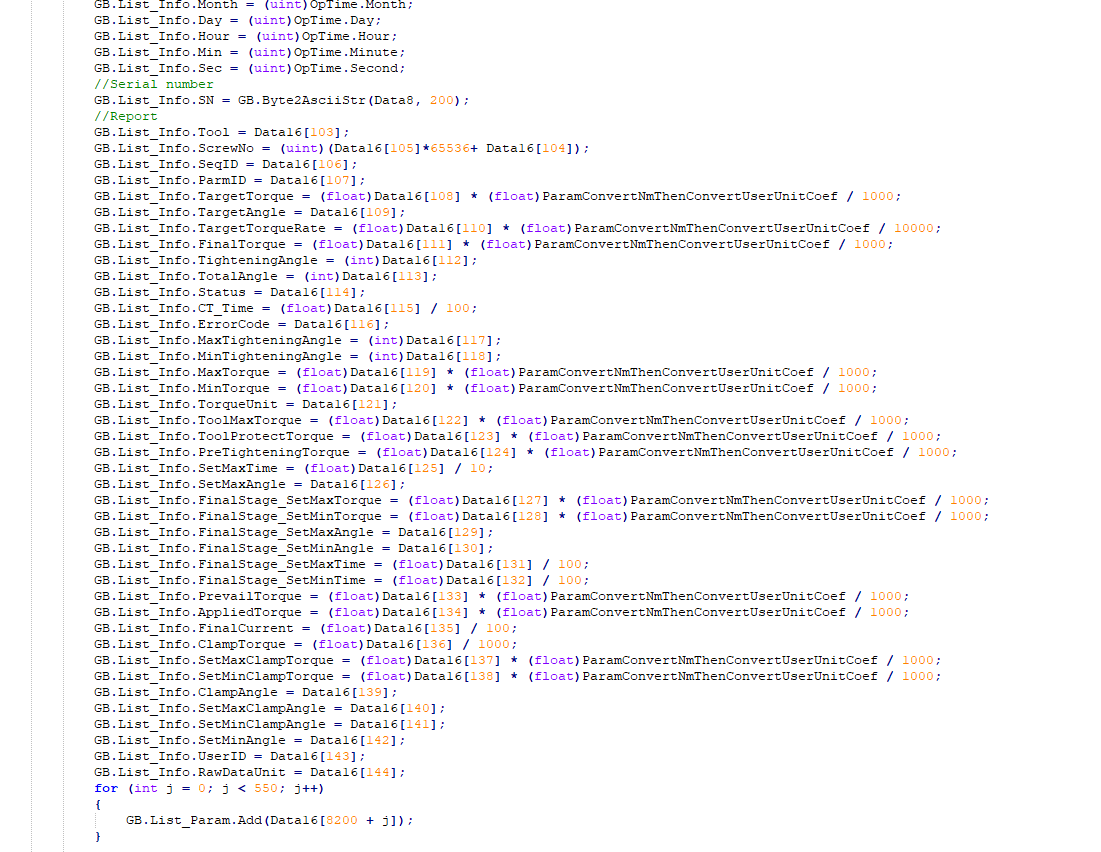 GB.List_Info.Month = (uint)OpTime.Month;
GB.List_Info.Day = (uint)OpTime.Day;
GB.List_Info.Hour = (uint)OpTime.Hour;
GB.List_Info.Min = (uint)OpTime.Minute;
GB.List_Info.Sec = (uint)OpTime.Second;
//Serial number
GB.List_Info.SN = GB.Byte2AsciiStr(Data8, 200);
//Report
GB.List_Info.Tool = Data16[103];
GB.List_Info.ScrewNo = (uint)(Data16[105]*65536+ Data16[104]);
GB.List_Info.SeqID = Data16[106];
GB.List_Info.ParmID = Data16[107];
GB.List_Info.TargetTorque = (float)Data16[108] * (float)ParamConvertNmThenConvertUserUnitCoef / 1000;
GB.List_Info.TargetAngle = Data16[109];
GB.List_Info.TargetTorqueRate = (float)Data16[110] * (float)ParamConvertNmThenConvertUserUnitCoef / 10000;
GB.List_Info.FinalTorque = (float)Data16[111] * (float)ParamConvertNmThenConvertUserUnitCoef / 1000;
GB.List_Info.TighteningAngle = (int)Data16[112];
GB.List_Info.TotalAngle = (int)Data16[113];
GB.List_Info.Status = Data16[114];
GB.List_Info.CT_Time = (float)Data16[115] / 100;
GB.List_Info.ErrorCode = Data16[116];
GB.List_Info.MaxTighteningAngle = (int)Data16[117];
GB.List_Info.MinTighteningAngle = (int)Data16[118];
GB.List_Info.MaxTorque = (float)Data16[119] * (float)ParamConvertNmThenConvertUserUnitCoef / 1000;
GB.List_Info.MinTorque = (float)Data16[120] * (float)ParamConvertNmThenConvertUserUnitCoef / 1000;
GB.List_Info.TorqueUnit = Data16[121];
GB.List_Info.ToolMaxTorque = (float)Data16[122] * (float)ParamConvertNmThenConvertUserUnitCoef / 1000;
GB.List_Info.ToolProtectTorque = (float)Data16[123] * (float)ParamConvertNmThenConvertUserUnitCoef / 1000;
GB.List_Info.PreTighteningTorque = (float)Data16[124] * (float)ParamConvertNmThenConvertUserUnitCoef / 1000;
GB.List_Info.SetMaxTime = (float)Data16[125] / 10;
GB.List_Info.SetMaxAngle = Data16[126];
GB.List_Info.FinalStage_SetMaxTorque = (float)Data16[127] * (float)ParamConvertNmThenConvertUserUnitCoef / 1000;
GB.List_Info.FinalStage_SetMinTorque = (float)Data16[128] * (float)ParamConvertNmThenConvertUserUnitCoef / 1000;
GB.List_Info.FinalStage_SetMaxAngle = Data16[129];
GB.List_Info.FinalStage_SetMinAngle = Data16[130];
GB.List_Info.FinalStage_SetMaxTime = (float)Data16[131] / 100;
GB.List_Info.FinalStage_SetMinTime = (float)Data16[132] / 100;
GB.List_Info.PrevailTorque = (float)Data16[133] * (float)ParamConvertNmThenConvertUserUnitCoef / 1000;
GB.List_Info.AppliedTorque = (float)Data16[134] * (float)ParamConvertNmThenConvertUserUnitCoef / 1000;
GB.List_Info.FinalCurrent = (float)Data16[135] / 100;
GB.List_Info.ClampTorque = (float)Data16[136] / 1000;
GB.List_Info.SetMaxClampTorque = (float)Data16[137] * (float)ParamConvertNmThenConvertUserUnitCoef / 1000;
GB.List_Info.SetMinClampTorque = (float)Data16[138] * (float)ParamConvertNmThenConvertUserUnitCoef / 1000;
GB.List_Info.ClampAngle = Data16[139];
GB.List_Info.SetMaxClampAngle = Data16[140];
GB.List_Info.SetMinClampAngle = Data16[141];
GB.List_Info.SetMinAngle = Data16[142];
GB.List_Info.UserID = Data16[143];
GB.List_Info.RawDataUnit = Data16[144];
for (int j = 0; j < 550; j++)
{
GB.List_Param.Add(Data16[8200 + j]);
}